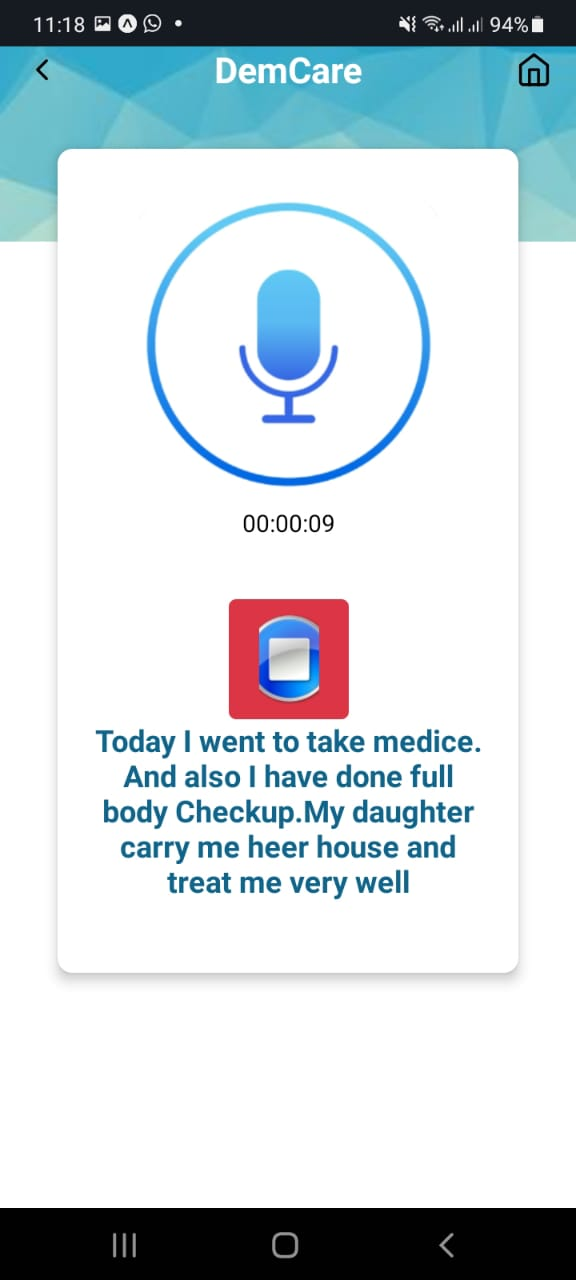 11:18 94%
DemCare
00:00:09
Today I went to take medice.
And also I have done full
body Checkup.My daughter
carry me heer house and
treat me very well